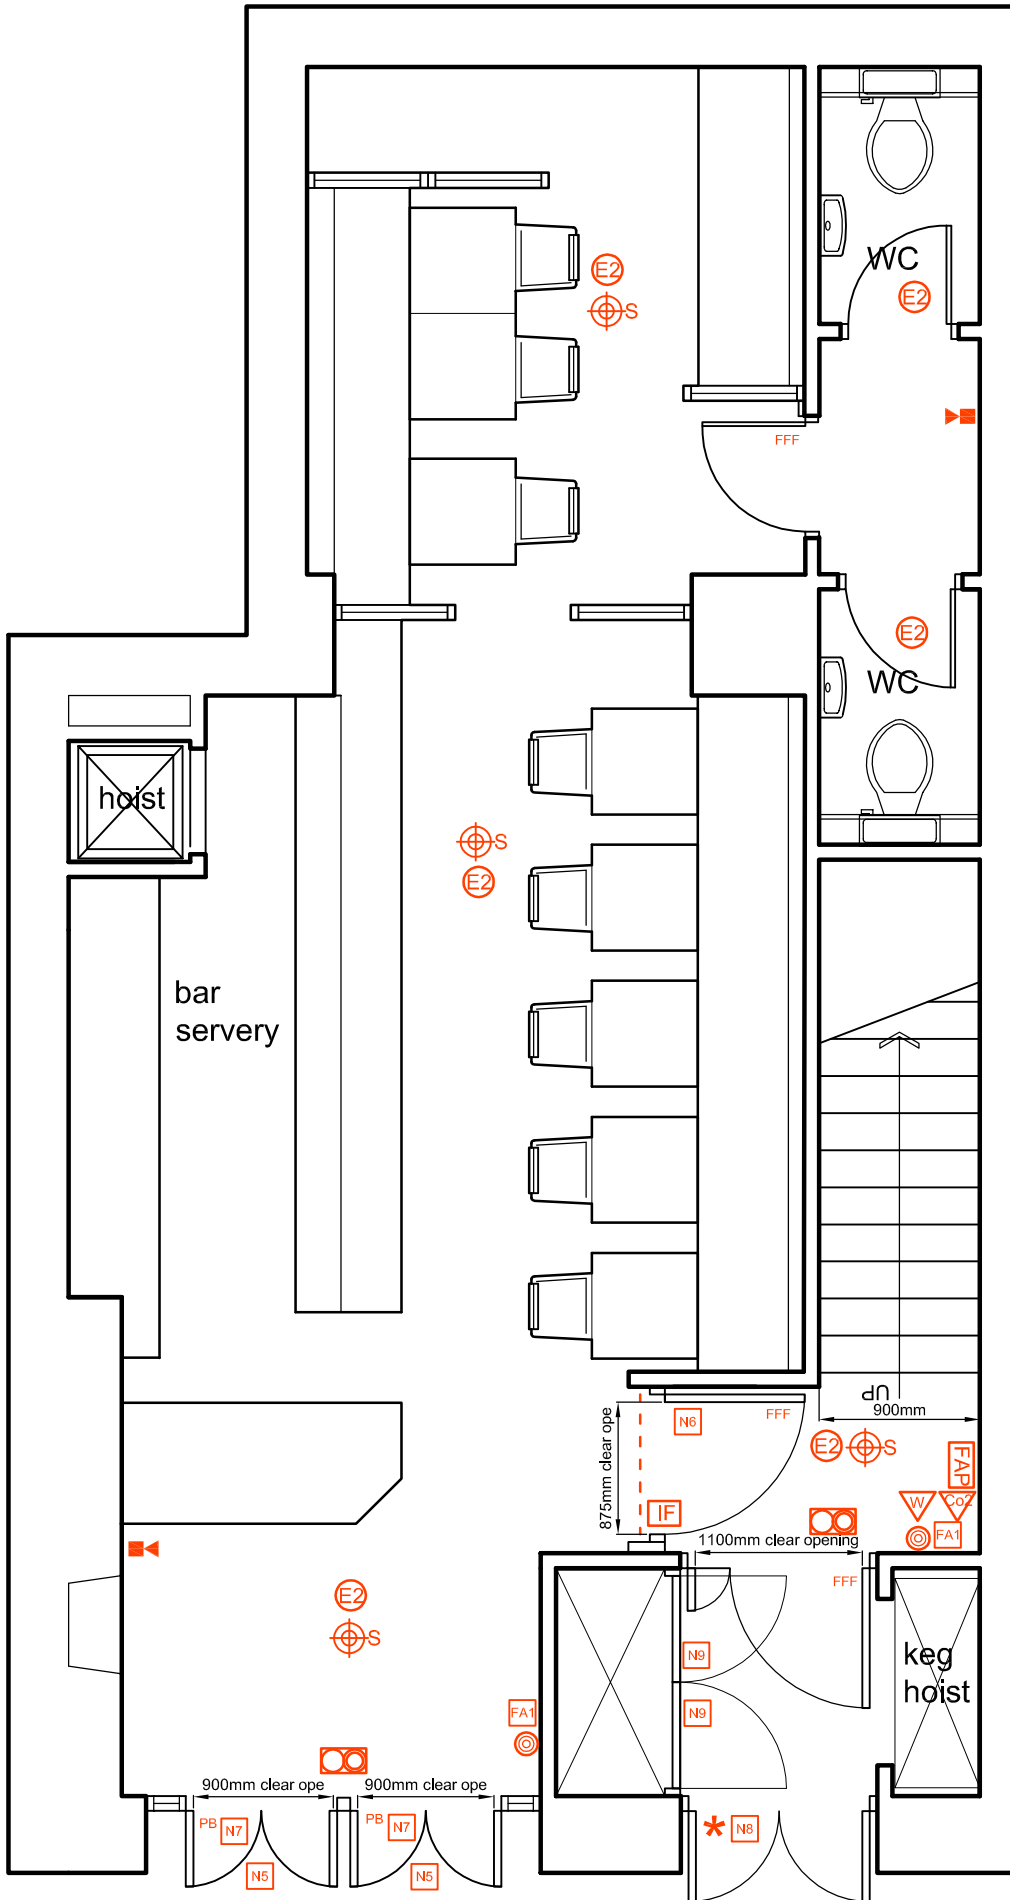 WC
E2
E2
S
FFF
E2
WC
hoist
S
E2
bar
servery
UP
900mm
N6
FFF
875mm clear ope
E2
S
FAP
W
Co2
IF
FA1
1100mm clear opening
FFF
E2
S
N9
keg
hoist
N9
FA1
900mm clear ope
900mm clear ope
PB
N7
PB
N7
* N8
N5
N5